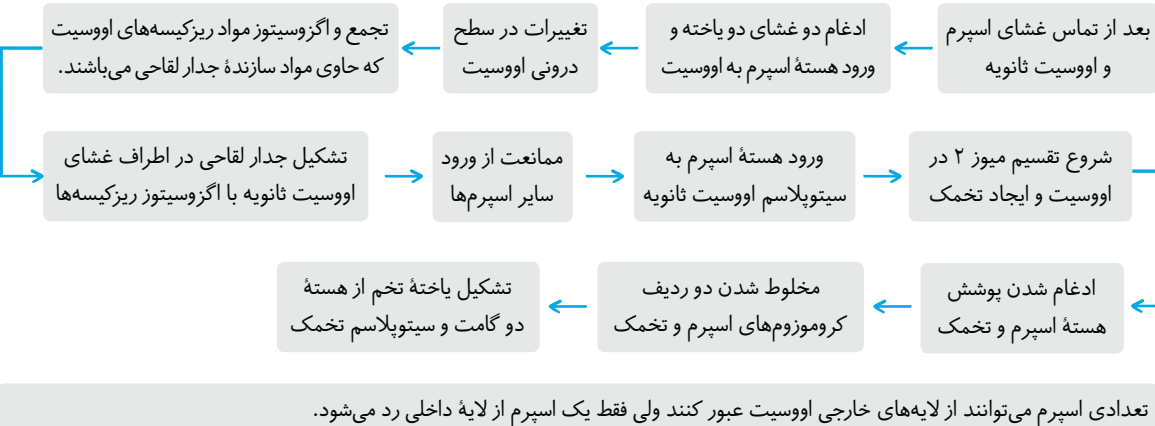 بعد از تماس غشای اسپرم
و اووسیت ثانویه
ادغام دو غشای دو یاخته و
ورود هستهٔ اسپرم به اووسیت
تغییرات در سطح
درونی اووسیت
تجمع و اگزوسیتوز مواد ریزکیسه‌های اووسیت
که حاوی مواد سازندهٔ جدار لقاحی می‌باشند.
تشکیل جدار لقاحی در اطراف غشای
اووسیت ثانویه با اگزوسیتوز ریزکیسه‌ها
ممانعت از ورود
سایر اسپرم‌ها
ورود هستهٔ اسپرم به
سیتوپلاسم اووسیت ثانویه
شروع تقسیم میوز ۲ در
اووسیت و ایجاد تخمک
ادغام شدن پوشش
هستهٔ اسپرم و تخمک
مخلوط شدن دو ردیف
کروموزوم‌های اسپرم و تخمک
تشکیل یاختهٔ تخم از هستهٔ
دو گامت و سیتوپلاسم تخمک
تعدادی اسپرم می‌توانند از لایه‌های خارجی اووسیت عبور کنند ولی فقط یک اسپرم از لایهٔ داخلی رد می‌شود.